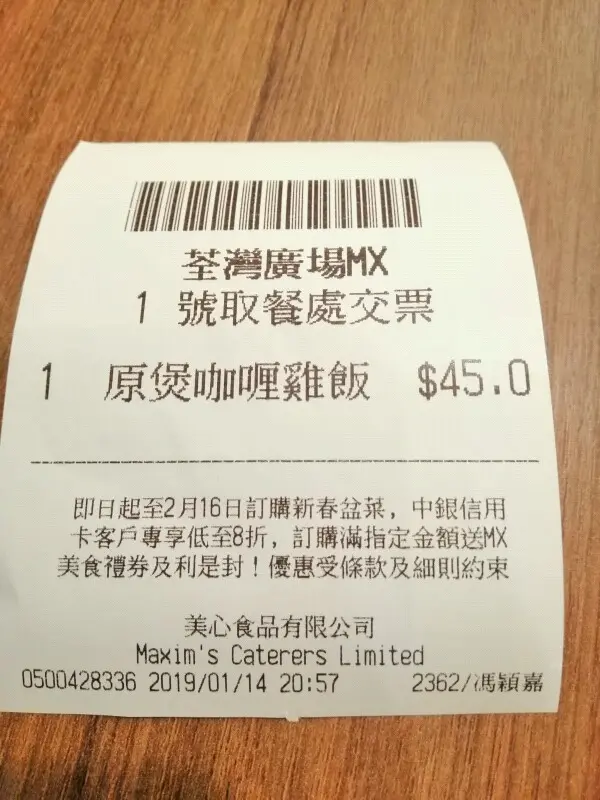 荃灣廣場MX
1 號取餐處交票
1 原煲咖喱雞飯 $45.0
即日起至2月16日訂購新春盆菜, 中銀信用
卡客戶專享低至8折, 訂購滿指定金額送MX
美食禮券及利是封!優惠受條款及細則約束
美心食品有限公司
Maxim's Caterers Limited
0500428336 2019/01/14 20:57 2362/馮穎嘉